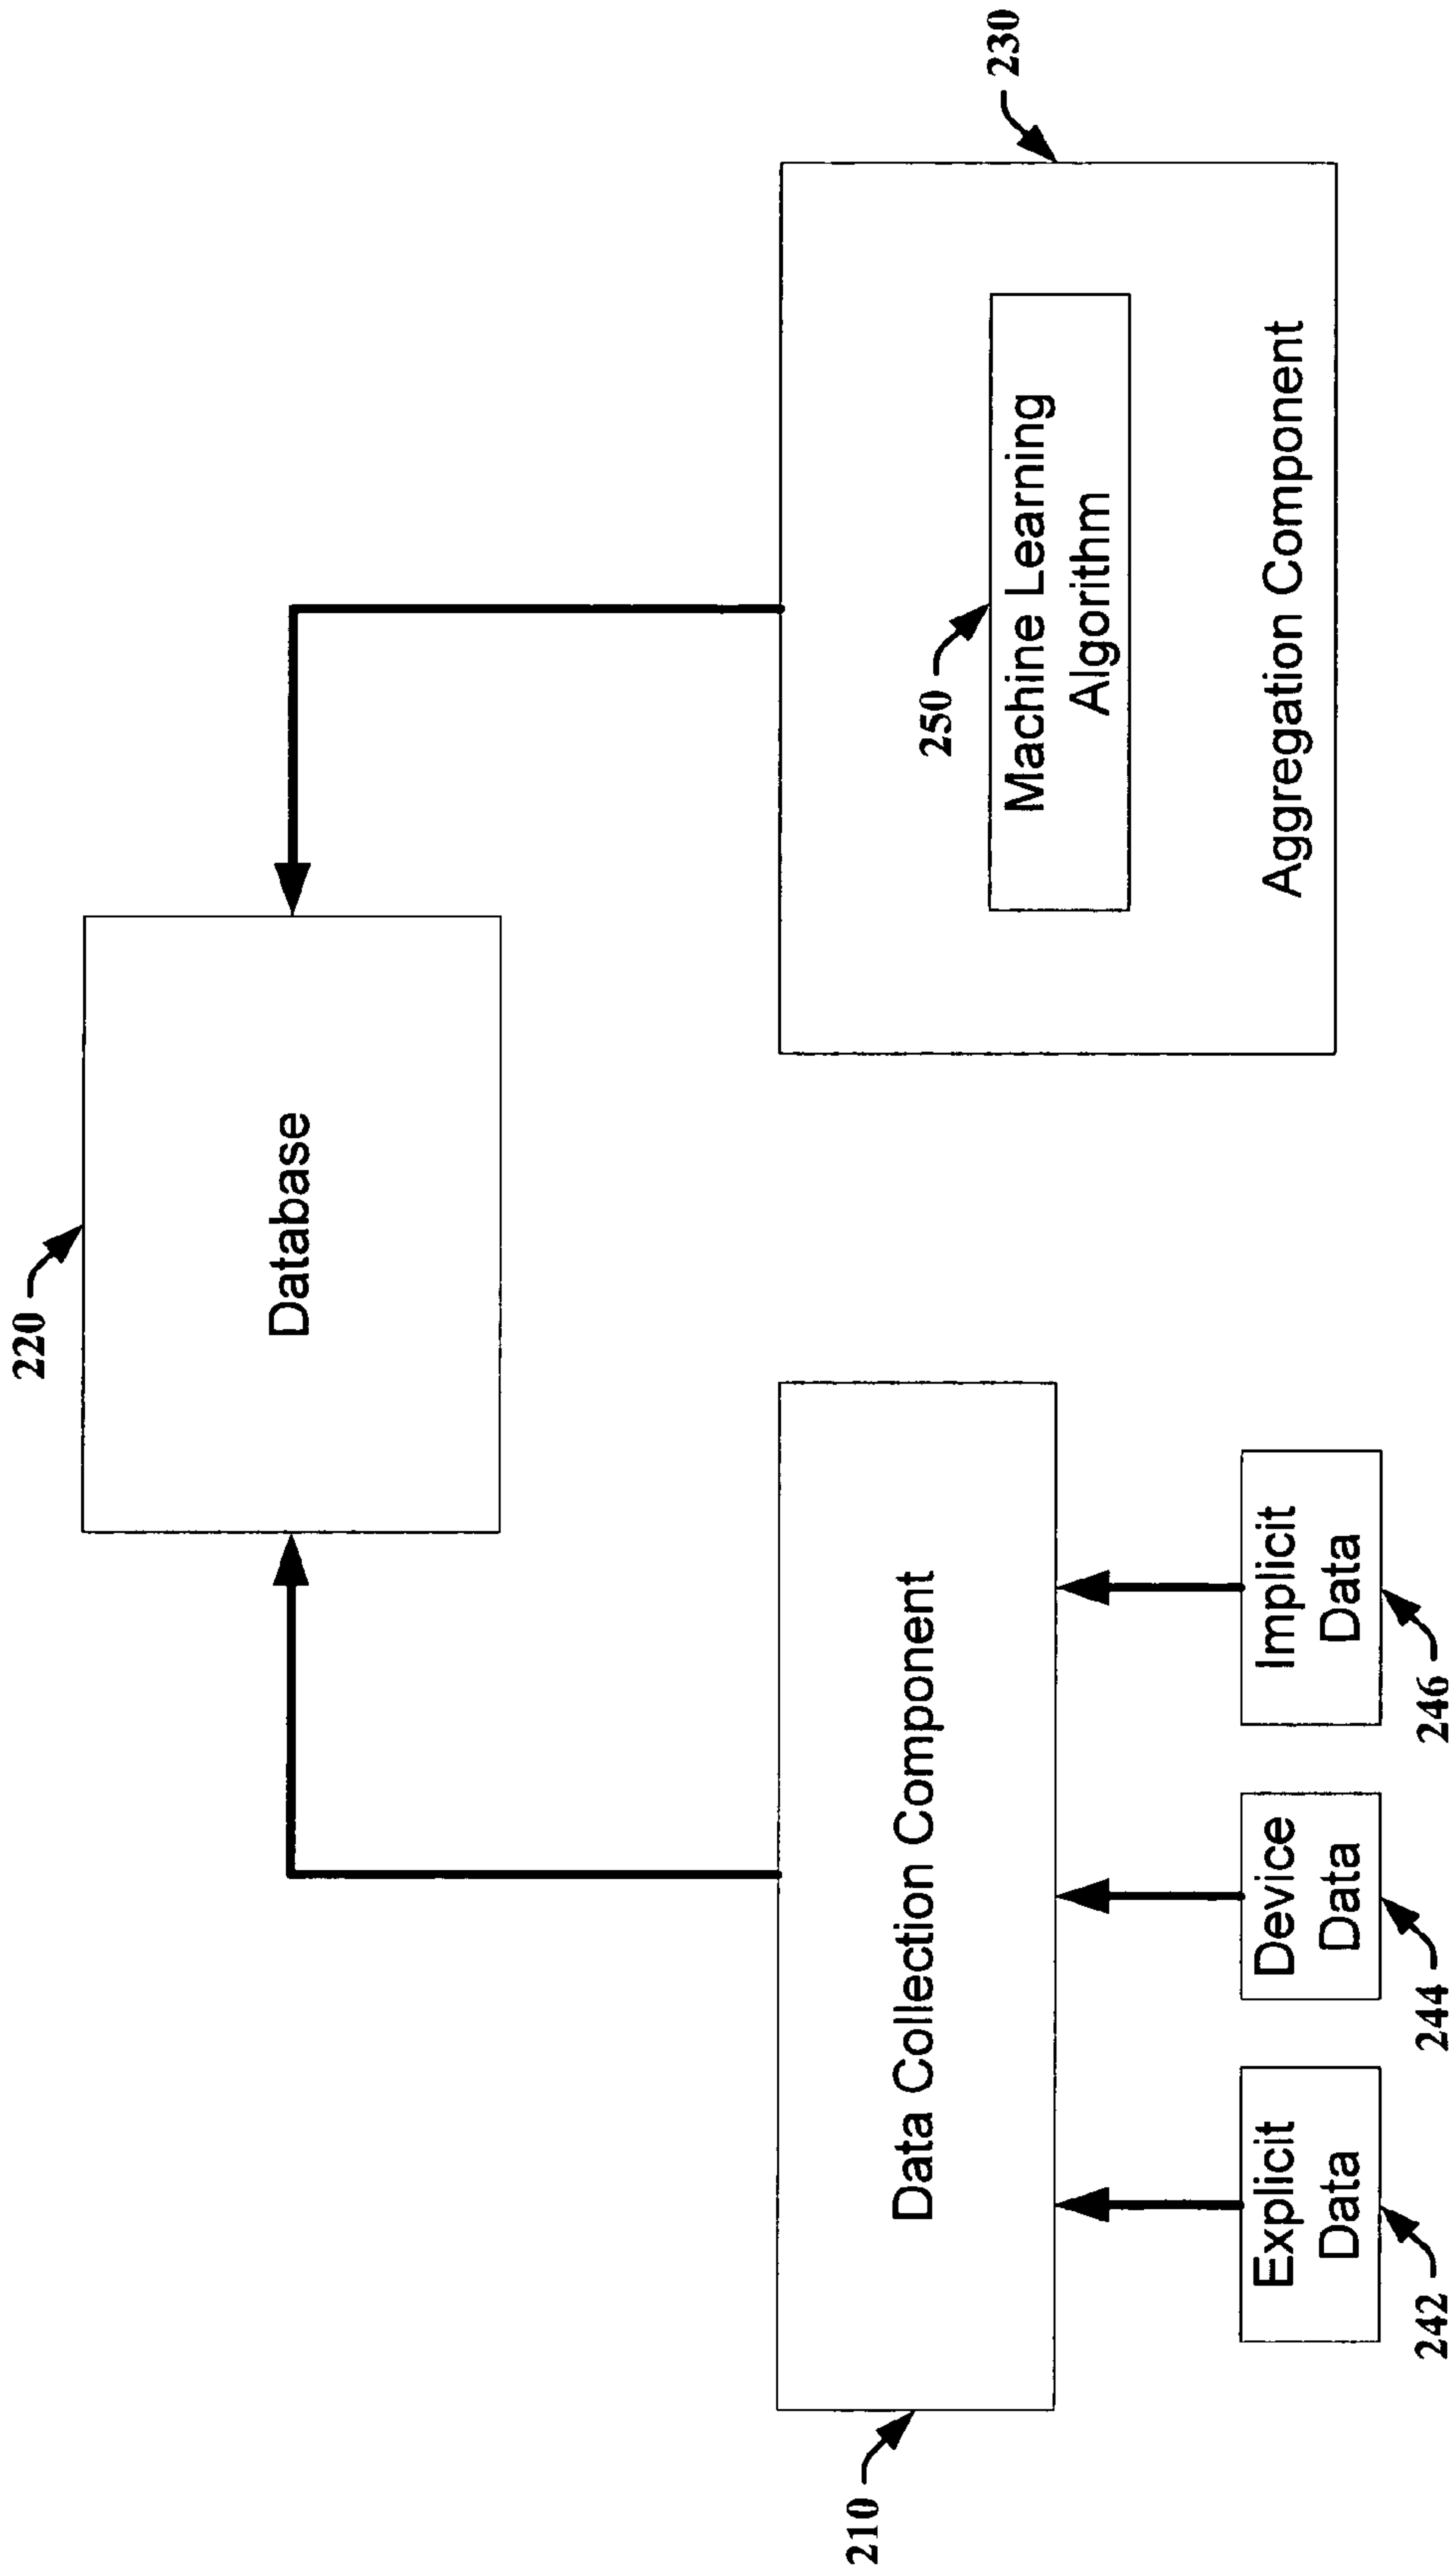 220
Database
230
250
Machine Learning
Algorithm
Aggregation Component
210
Data Collection Component
Explicit
Data
Device
Data
Implicit
Data
242
244
246